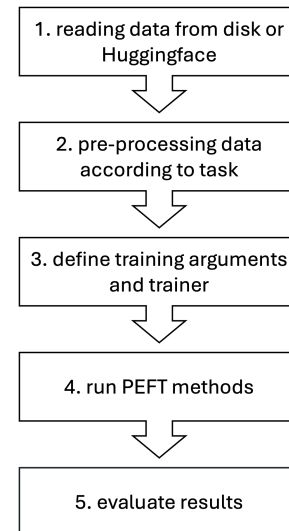 1. reading data from disk or
Huggingface
2. pre-processing data
according to task
3. define training arguments
and trainer
4. run PEFT methods
5. evaluate results